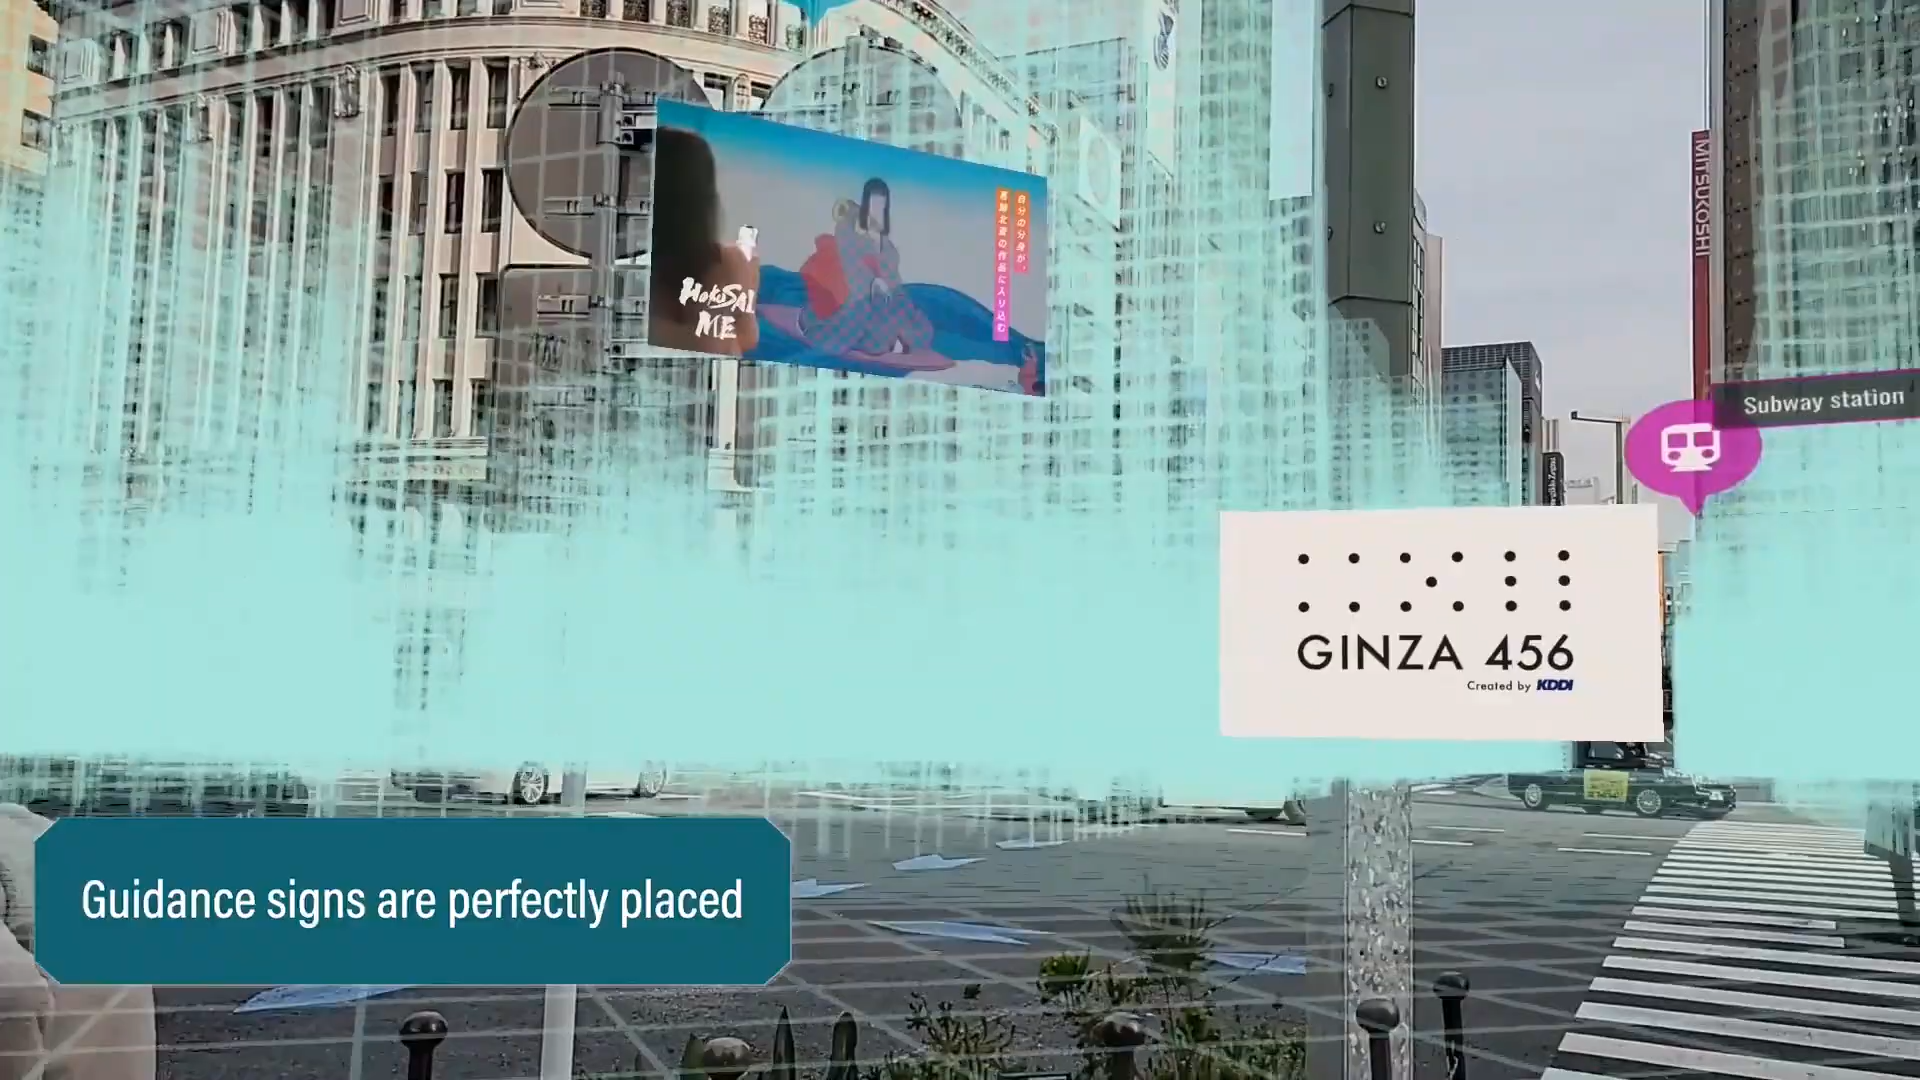 HokuSAI
ME
自分の分身が、
葛飾北斎の作品に入り込む
MITSUKOSHI
Subway station
GINZA 456
Created by KDDI
Guidance signs are perfectly placed